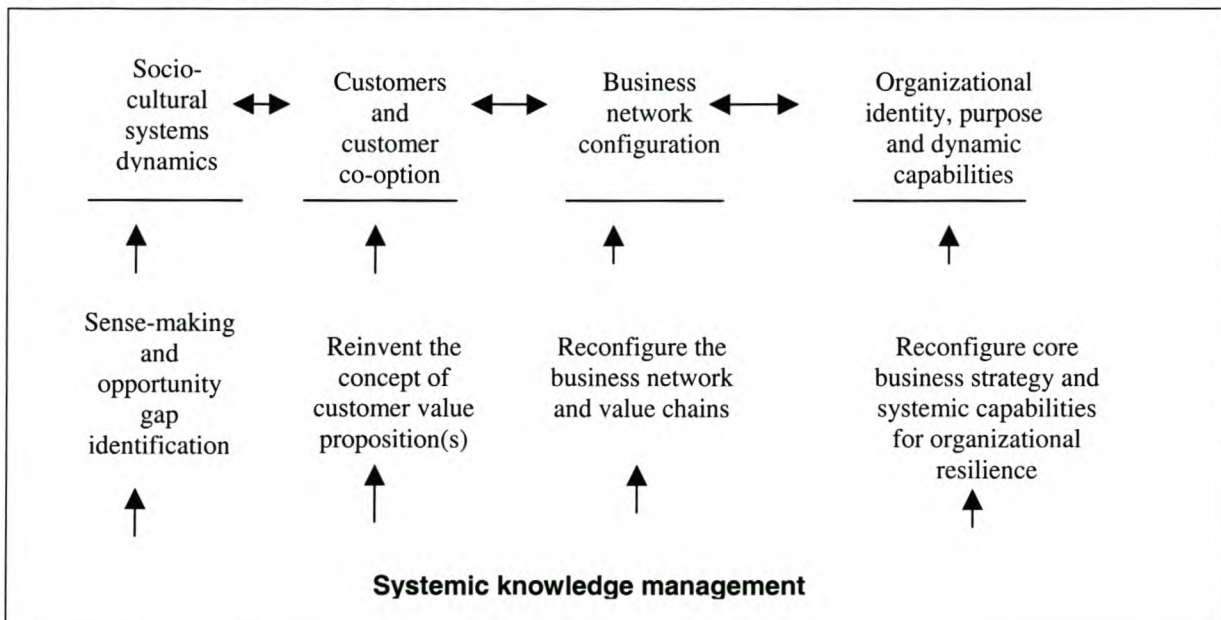 Socio-
cultural
systems
dynamics
Customers
and
customer
co-option
Business
network
configuration
Organizational
identity, purpose
and dynamic
capabilities
Sense-making
and
opportunity
gap
identification
Reinvent the
concept of
customer value
proposition(s)
Reconfigure the
business network
and value chains
Reconfigure core
business strategy and
systemic capabilities
for organizational
resilience
Systemic knowledge management